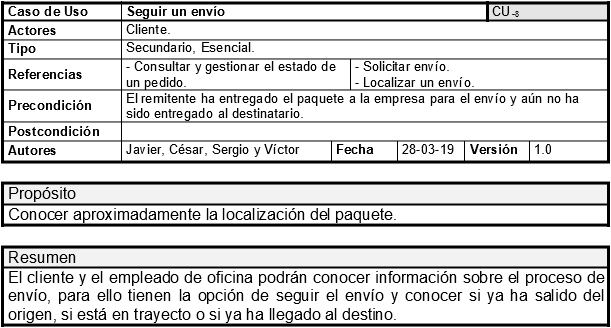 Caso de Uso Seguir un envío CU-8
Actores Cliente.
Tipo Secundario, Esencial.
Referencias - Consultar y gestionar el estado de un pedido. - Solicitar envío. - Localizar un envío.
Precondición El remitente ha entregado el paquete a la empresa para el envío y aún no ha
sido entregado al destinatario.
Postcondición
Autores Javier, César, Sergio y Víctor Fecha 28-03-19 Versión 1.0
Propósito
Conocer aproximadamente la localización del paquete.
Resumen
El cliente y el empleado de oficina podrán conocer información sobre el proceso de
envío, para ello tienen la opción de seguir el envío y conocer si ya ha salido del
origen, si está en trayecto o si ya ha llegado al destino.